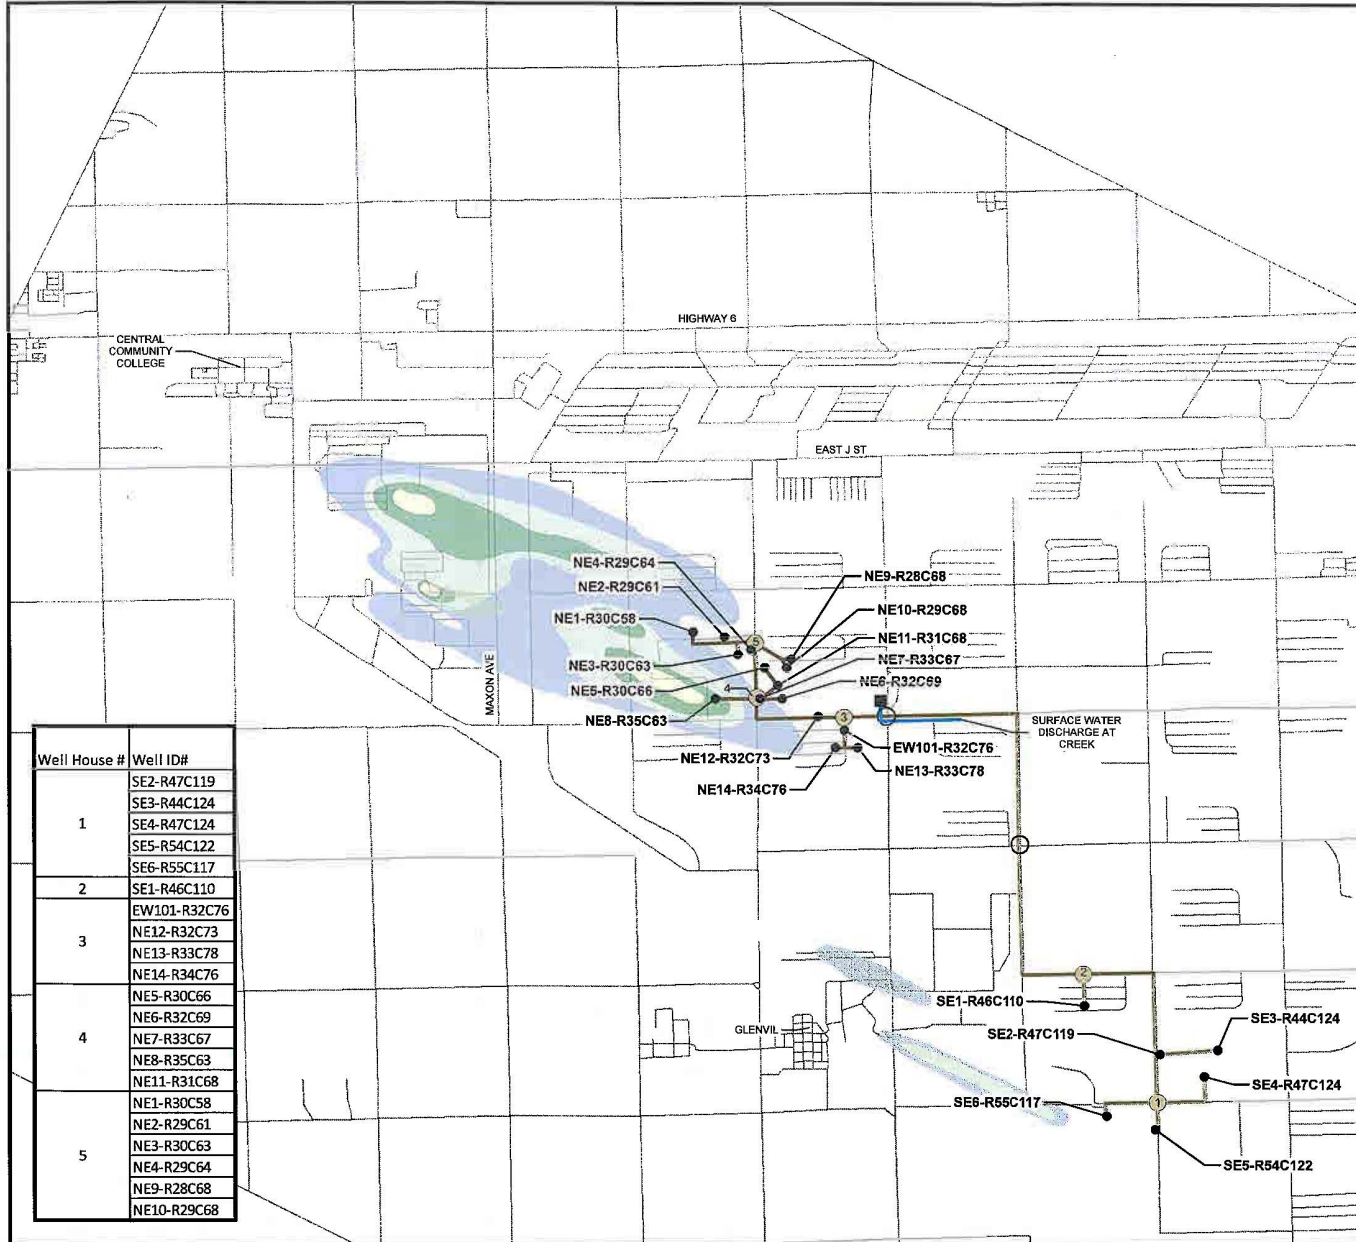 HIGHWAY 6
CENTRAL
COMMUNITY
COLLEGE
EAST J ST
NE4-R29C64
NE9-R28C68
NE2-R29C61
NE10-R29C68
NE1-R30C58
NE11-R31C68
5
NE7-R33C67
NE3-R30C63
NE6-R32C69
NE5-R30C66
4
MAXON AVE
NE8-R35C63
3
SURFACE WATER
DISCHARGE AT
CREEK
EW101-R32C76
NE12-R32C73
NE13-R33C78
NE14-R34C76
Well House # Well ID#
1
SE2-R47C119
SE3-R44C124
SE4-R47C124
SE5-R54C122
SE6-R55C117
2 SE1-R46C110
3
EW101-R32C76
NE12-R32C73
NE13-R33C78
NE14-R34C76
4
NE5-R30C66
NE6-R32C69
NE7-R33C67
NE8-R35C63
NE11-R31C68
5
NE1-R30C58
NE2-R29C61
NE3-R30C63
NE4-R29C64
NE9-R28C68
NE10-R29C68
2
SE1-R46C110
SE3-R44C124
GLENVIL
SE2-R47C119
SE4-R47C124
SE6-R55C117
1
SE5-R54C122